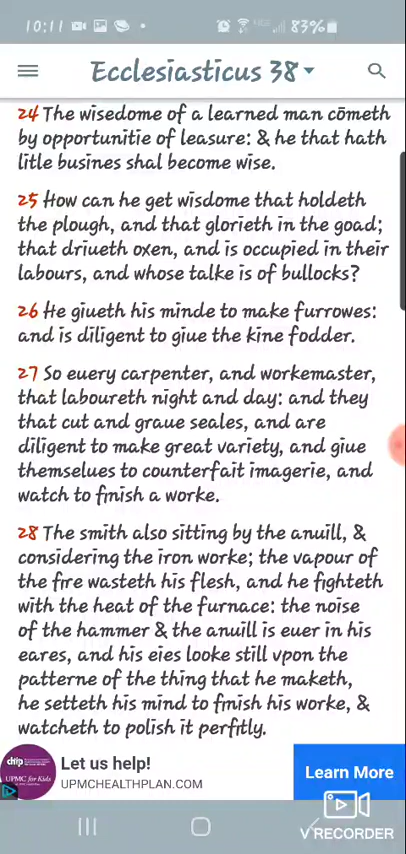 10:11
83%
Ecclesiasticus 38
24 The wisedome of a learned man cōmeth
by opportunitie of leasure: & he that hath
litle busines shal become wise.
25 How can he get wisdome that holdeth
the plough, and that glorieth in the goad;
that driueth oxen, and is occupied in their
labours, and whose talke is of bullocks?
26 He giueth his minde to make furrowes:
and is diligent to giue the kine fodder.
27 So euery carpenter, and workemaster,
that laboureth night and day: and they
that cut and graue seales, and are
diligent to make great variety, and giue
themselues to counterfait imagerie, and
watch to finish a worke.
28 The smith also sitting by the anuill, &
considering the iron worke; the vapour of
the fire wasteth his flesh, and he fighteth
with the heat of the furnace: the noise
of the hammer & the anuill is euer in his
eares, and his eies looke still vpon the
patterne of the thing that he maketh,
he setteth his mind to finish his worke, &
watcheth to polish it perfitly.
Let us help!
UPMCHEALTHPLAN.COM
Learn More
UPMC for Kids
V RECORDER